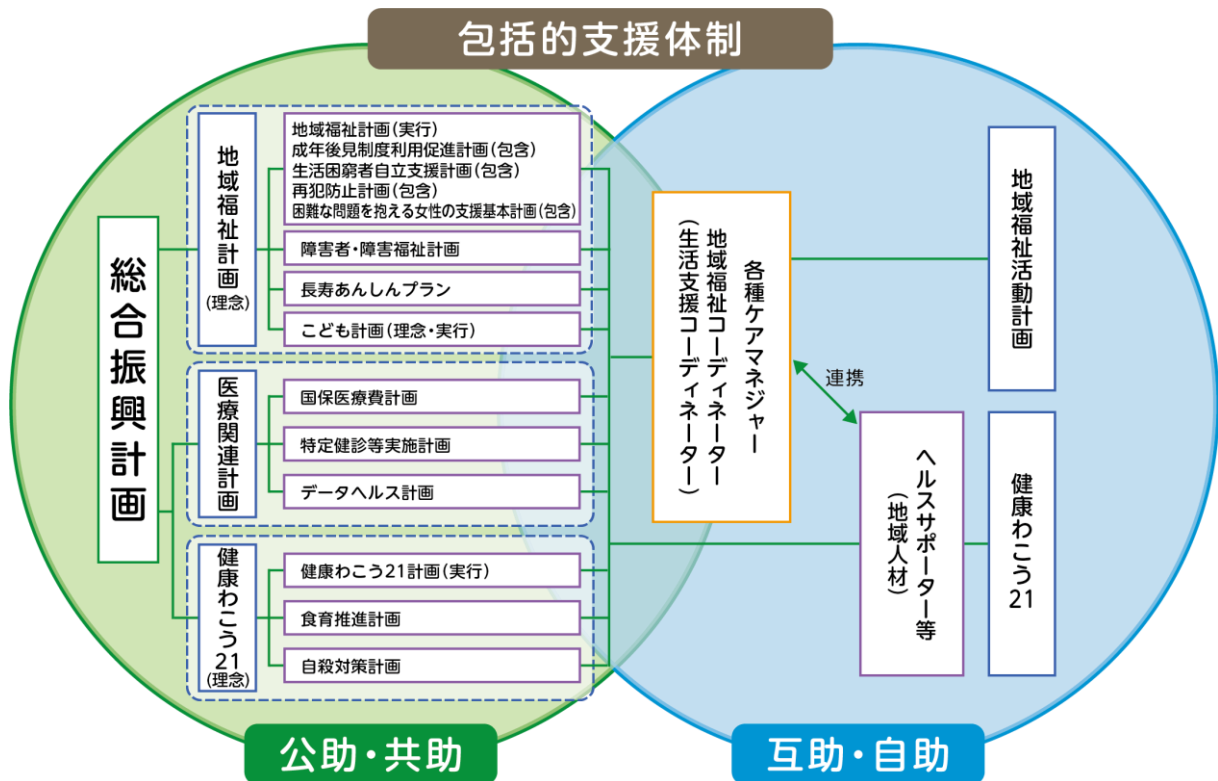 包括的支援体制
総合振興計画
地域福祉計画
(理念)
地域福祉計画(実行)
成年後見制度利用促進計画(包含)
生活困窮者自立支援計画(包含)
再犯防止計画(包含)
困難な問題を抱える女性の支援基本計画(包含)
障害者・障害福祉計画
長寿あんしんプラン
こども計画(理念・実行)
医療関連計画
国保医療費計画
特定健診等実施計画
データヘルス計画
健康わこう21
(理念)
健康わこう21計画(実行)
食育推進計画
自殺対策計画
各種ケアマネジャー
地域福祉コーディネーター
(生活支援コーディネーター)
連携
ヘルスサポーター等
(地域人材)
地域福祉活動計画
健康わこう21
公助・共助
互助・自助